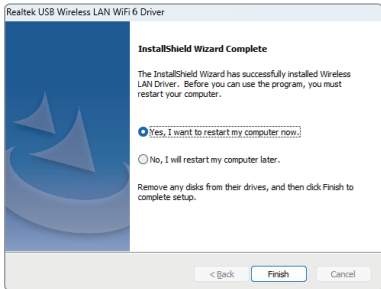 Realtek USB Wireless LAN WiFi 6 Driver
InstallShield Wizard Complete
The InstallShield Wizard has successfully installed Wireless
LAN Driver.  Before you can use the program, you must
restart your computer.
Yes, I want to restart my computer now.
No, I will restart my computer later.
Remove any disks from their drives, and then click Finish to
complete setup.
< Back
Finish
Cancel